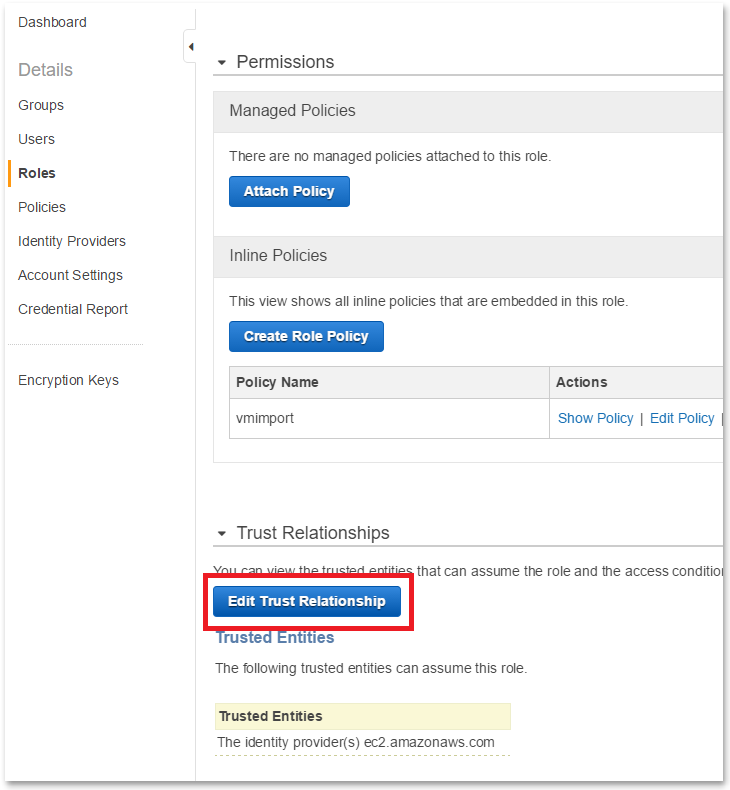 Dashboard
Details
Groups
Users
Roles
Policies
Identity Providers
Account Settings
Credential Report
Encryption Keys
Permissions
Managed Policies
There are no managed policies attached to this role.
Attach Policy
Inline Policies
This view shows all inline policies that are embedded in this role.
Create Role Policy
Policy Name Actions
vmimport Show Policy | Edit Policy |
Trust Relationships
You can view the trusted entities that can assume the role and the access condition
Edit Trust Relationship
Trusted Entities
The following trusted entities can assume this role.
Trusted Entities
The identity provider(s) ec2.amazonaws.com